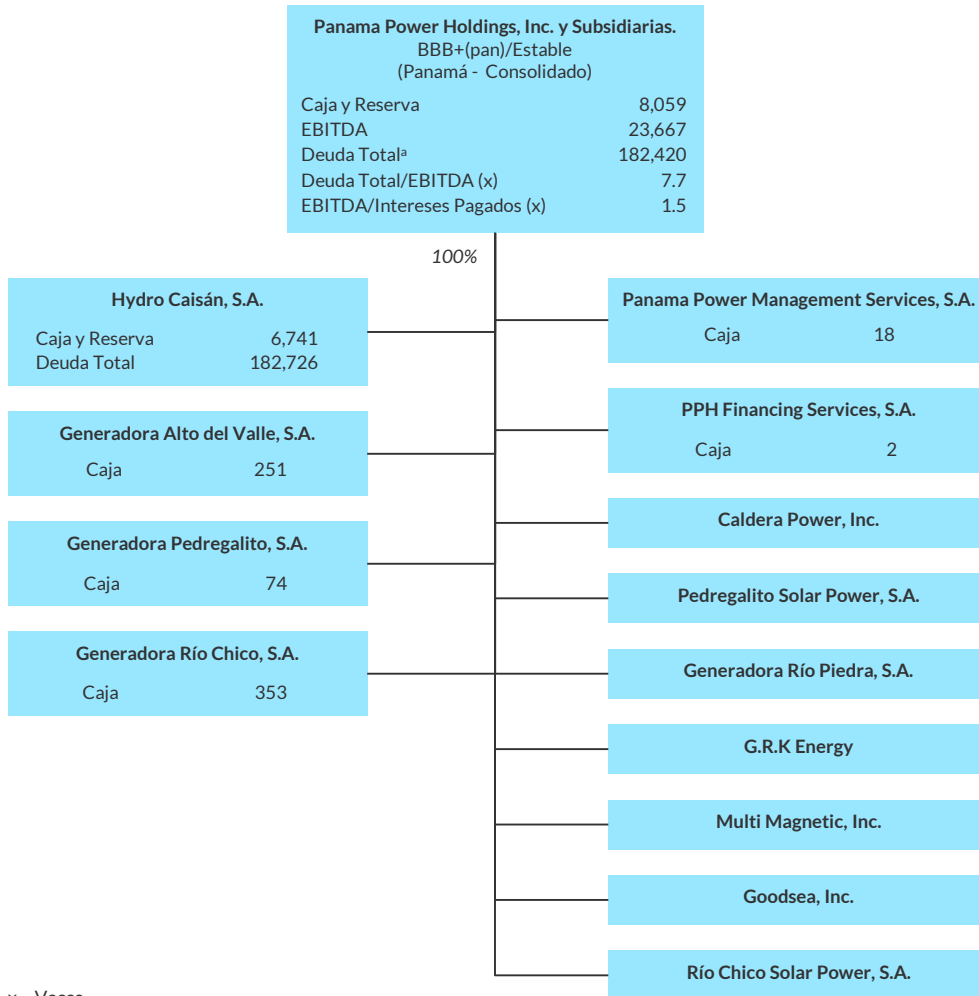 Panama Power Holdings, Inc. y Subsidiarias.
BBB+(pan)/Estable
(Panamá - Consolidado)
Caja y Reserva 8,059
EBITDA 23,667
Deuda Totalᵃ 182,420
Deuda Total/EBITDA (x) 7.7
EBITDA/Intereses Pagados (x) 1.5
100%
Hydro Caisán, S.A.
Caja y Reserva 6,741
Deuda Total 182,726
Generadora Alto del Valle, S.A.
Caja 251
Generadora Pedregalito, S.A.
Caja 74
Generadora Río Chico, S.A.
Caja 353
Panama Power Management Services, S.A.
Caja 18
PPH Financing Services, S.A.
Caja 2
Caldera Power, Inc.
Pedregalito Solar Power, S.A.
Generadora Río Piedra, S.A.
G.R.K Energy
Multi Magnetic, Inc.
Goodsea, Inc.
Río Chico Solar Power, S.A.